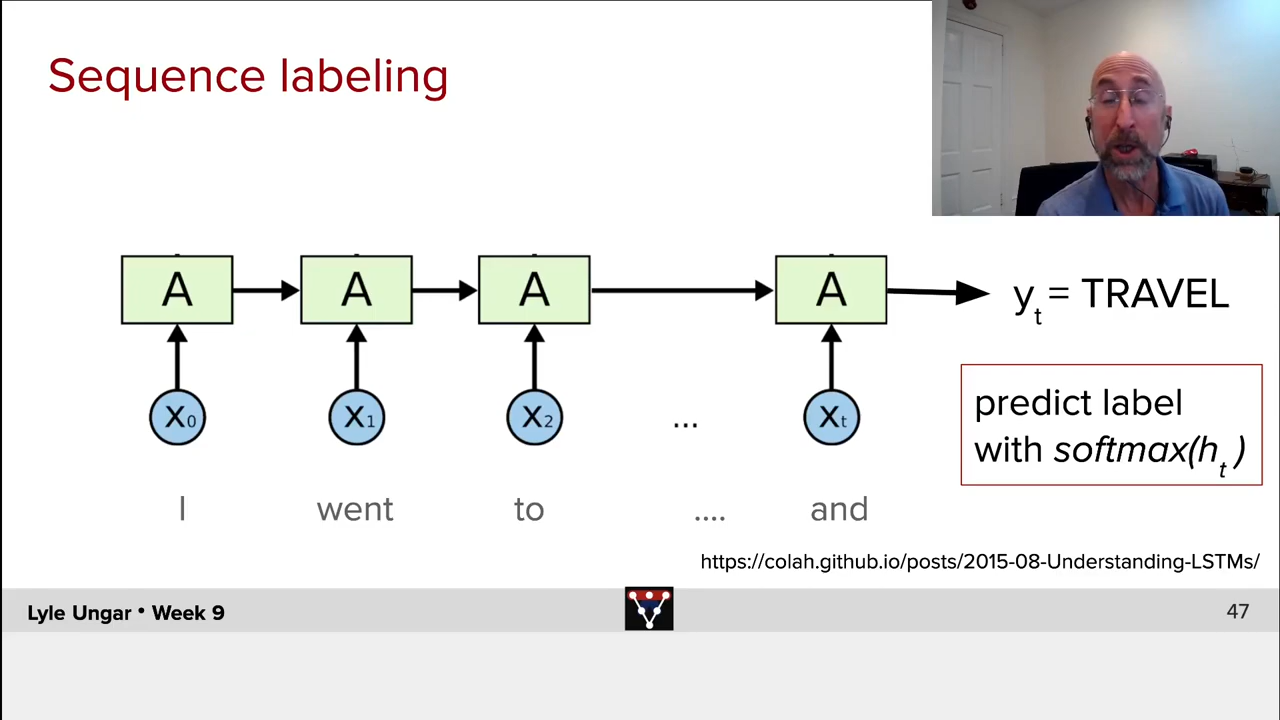 Sequence labeling
A A A A y_t = TRAVEL
x₀ x₁ x₂ ... x_t
predict label
with softmax(h_t)
I went to .... and
https://colah.github.io/posts/2015-08-Understanding-LSTMs/
Lyle Ungar • Week 9
47